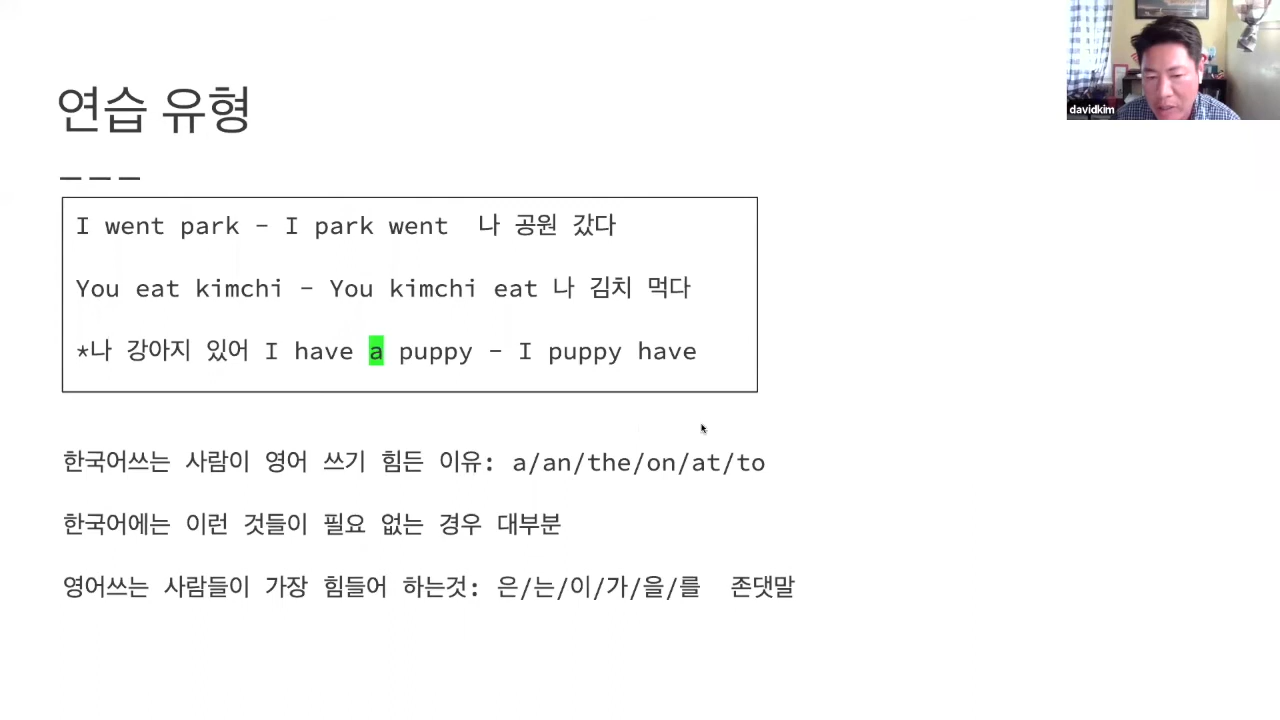 davidkim
연습 유형
I went park - I park went 나 공원 갔다
You eat kimchi - You kimchi eat 나 김치 먹다
*나 강아지 있어 I have a puppy - I puppy have
한국어쓰는 사람이 영어 쓰기 힘든 이유: a/an/the/on/at/to
한국어에는 이런 것들이 필요 없는 경우 대부분
영어쓰는 사람들이 가장 힘들어 하는것: 은/는/이/가/을/를 존댓말